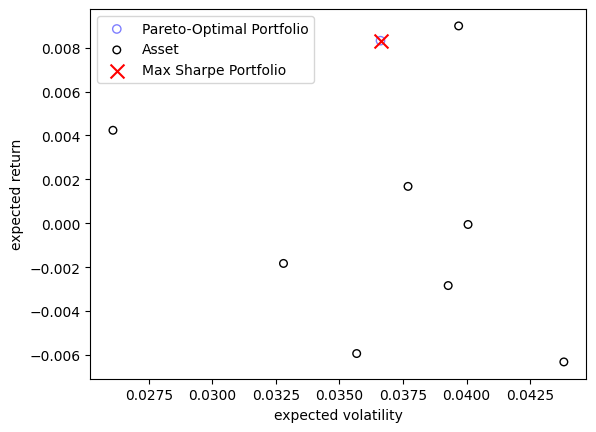 Pareto-Optimal Portfolio
Asset
Max Sharpe Portfolio
0.008
0.006
0.004
0.002
0.000
−0.002
−0.004
−0.006
expected return
0.0275 0.0300 0.0325 0.0350 0.0375 0.0400 0.0425
expected volatility